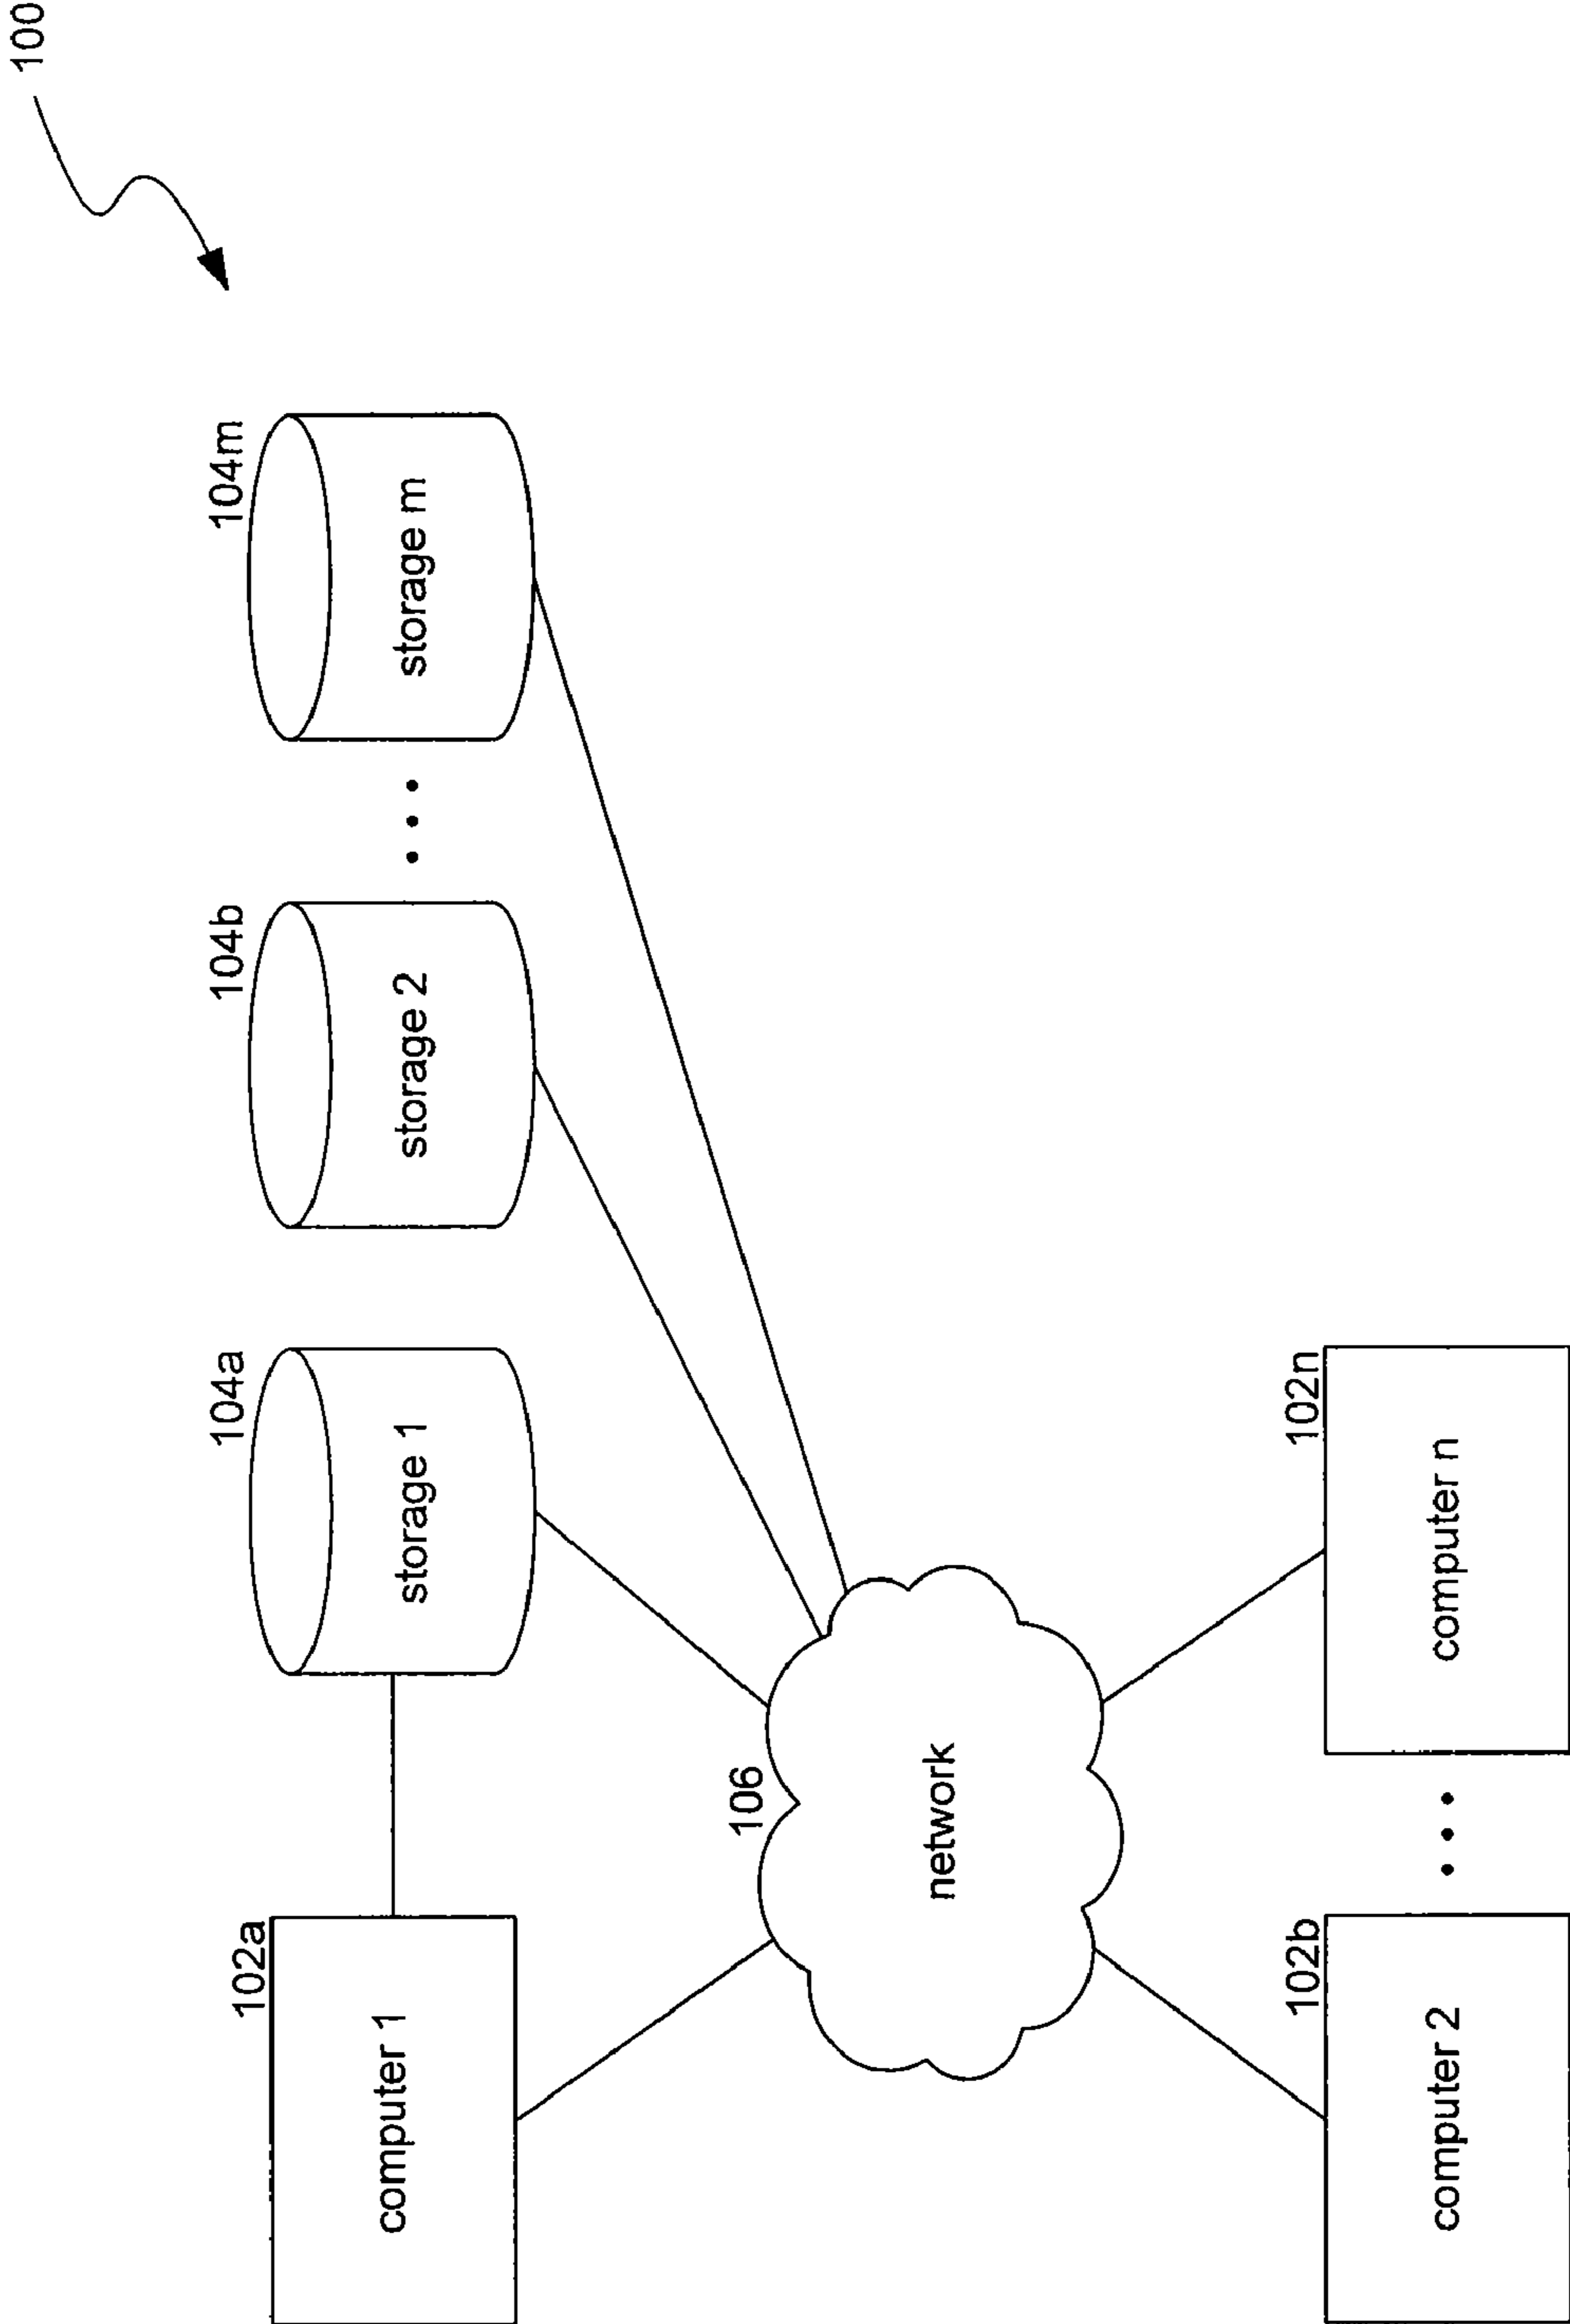 100
102a
104a
104b
104m
computer 1
storage 1
storage 2
• • •
storage m
106
network
102b
102n
computer 2
• • •
computer n